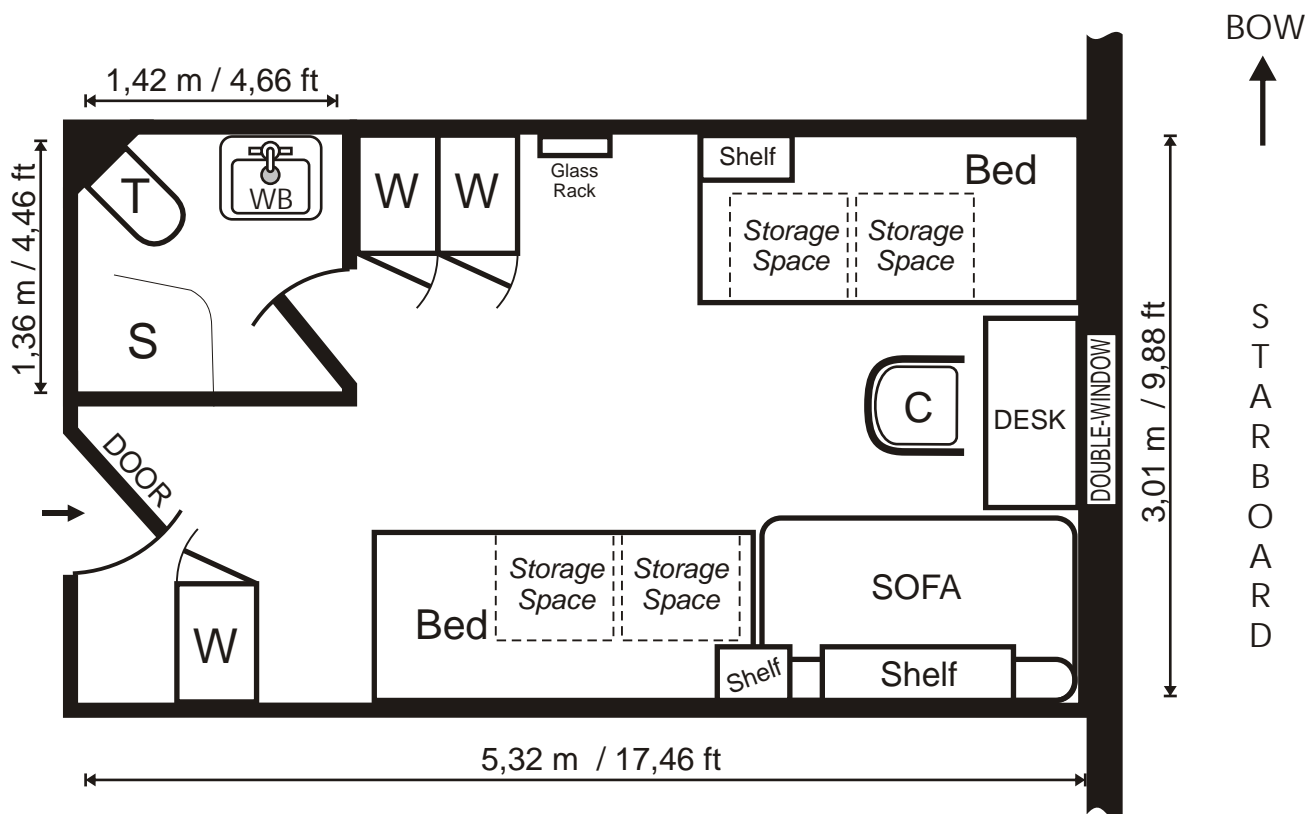 BOW
1,42 m / 4,66 ft
1,36 m / 4,46 ft
T
WB
W
W
Glass
Rack
Shelf
Bed
Storage
Space
Storage
Space
S
C
DESK
DOUBLE-WINDOW
3,01 m / 9,88 ft
STARBOARD
DOOR
W
Bed
Storage
Space
Storage
Space
SOFA
Shelf
Shelf
5,32 m / 17,46 ft